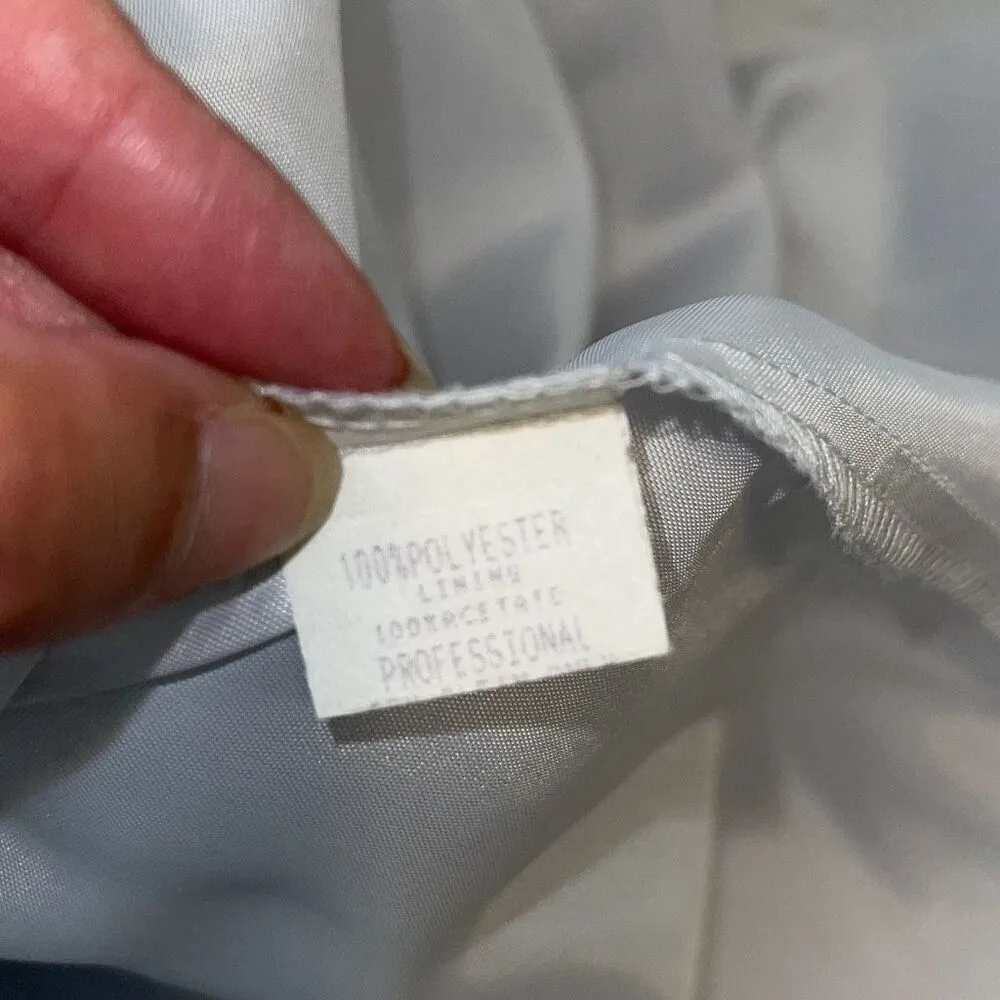 100%POLYESTER
LINING
100%ACETATE
PROFESSIONAL